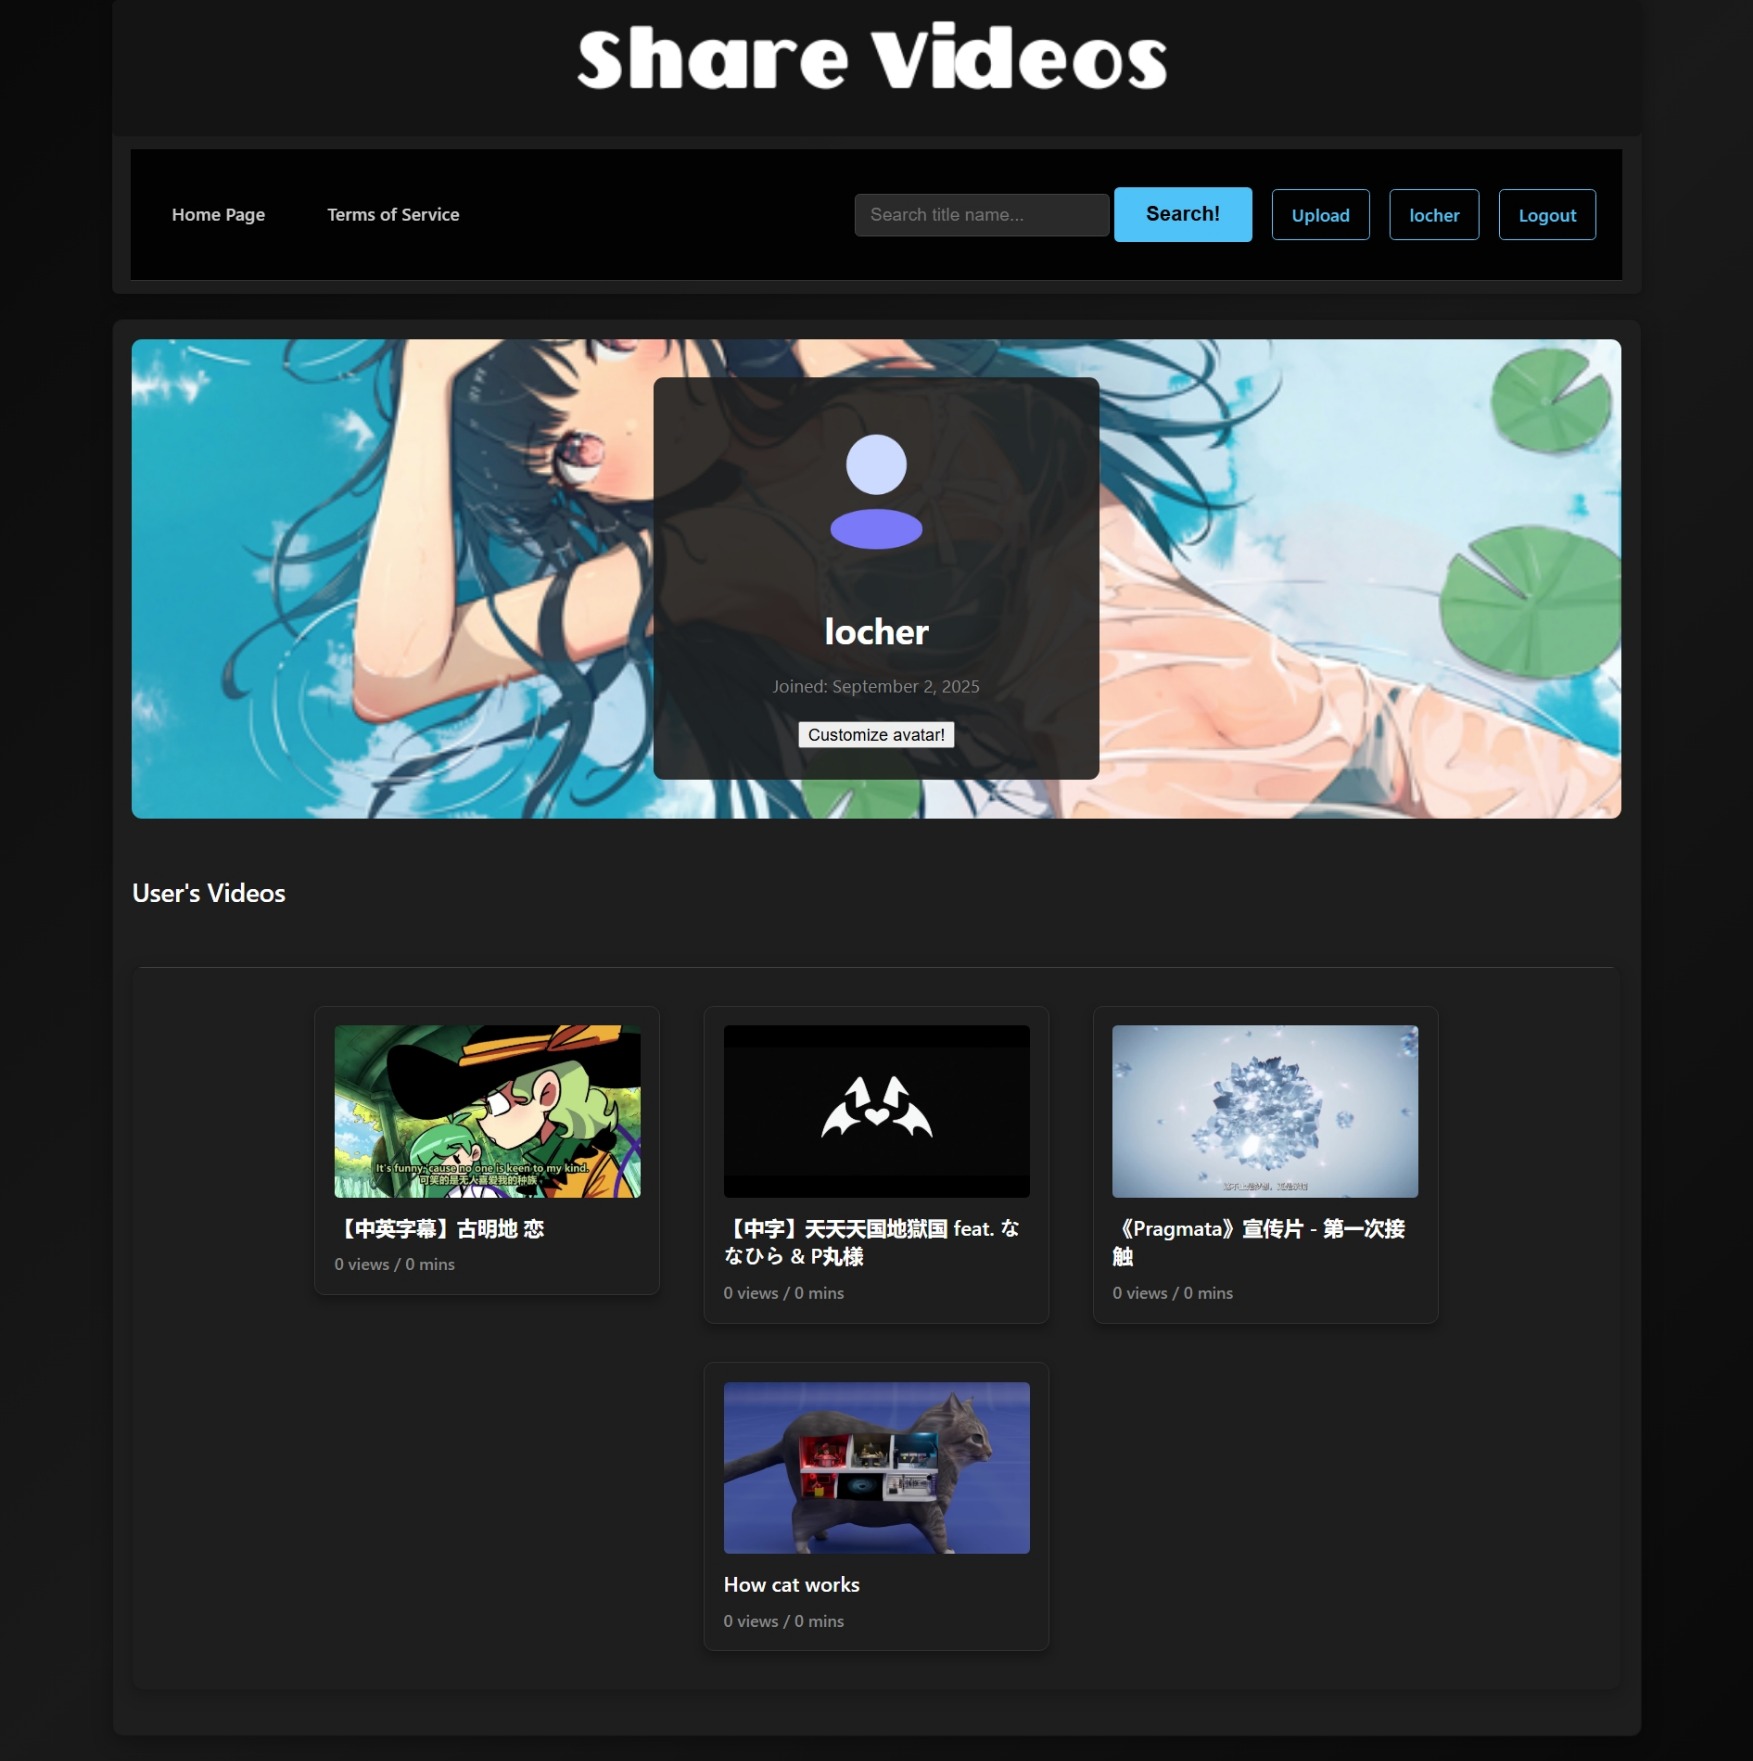 Share Videos
Home Page
Terms of Service
Search title name...
Search!
Upload
locher
Logout
locher
Joined: September 2, 2025
Customize avatar!
User's Videos
It's funny, cause no one is keen to my kind.
可笑的是无人喜爱我的种族
【中英字幕】古明地 恋
0 views / 0 mins
【中字】天天天国地獄国 feat. な
なひら & P丸様
0 views / 0 mins
《Pragmata》宣传片 - 第一次接
触
0 views / 0 mins
How cat works
0 views / 0 mins